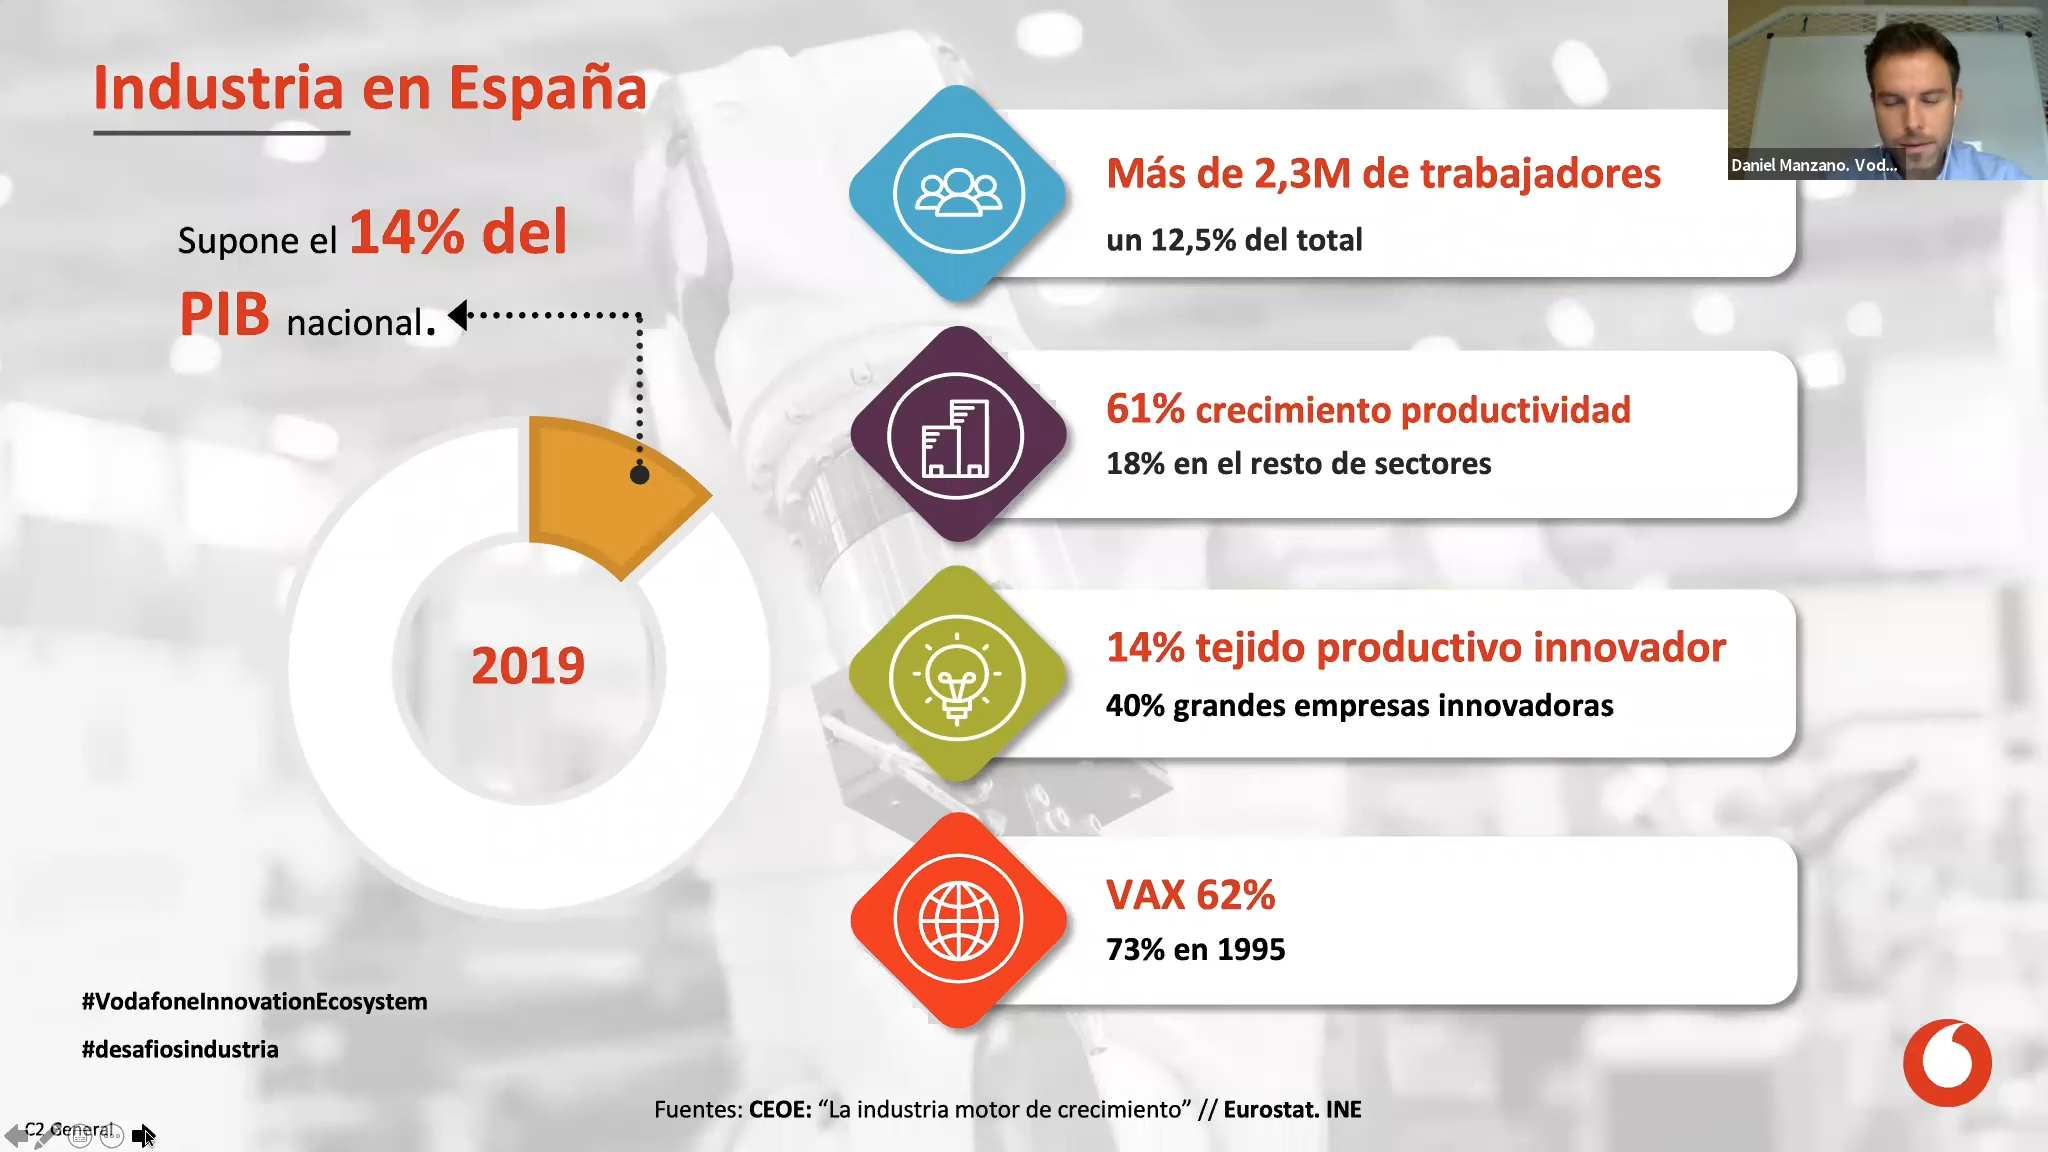 Industria en España
Supone el 14% del
PIB nacional.
2019
Más de 2,3M de trabajadores
un 12,5% del total
61% crecimiento productividad
18% en el resto de sectores
14% tejido productivo innovador
40% grandes empresas innovadoras
VAX 62%
73% en 1995
Daniel Manzano. Vod...
#VodafoneInnovationEcosystem
#desafiosindustria
Fuentes: CEOE: “La industria motor de crecimiento” // Eurostat. INE
C2 General